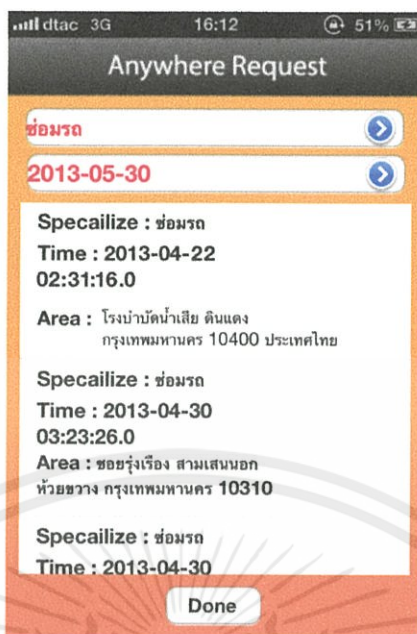 dtac 3G 16:12 51%
Anywhere Request
ซ่อมรถ
2013-05-30
Specailize : ซ่อมรถ
Time : 2013-04-22
02:31:16.0
Area : โรงบำบัดน้ำเสีย ดินแดง
กรุงเทพมหานคร 10400 ประเทศไทย
Specailize : ซ่อมรถ
Time : 2013-04-30
03:23:26.0
Area : ซอยรุ่งเรือง สามเสนนอก
ห้วยขวาง กรุงเทพมหานคร 10310
Specailize : ซ่อมรถ
Time : 2013-04-30
Done